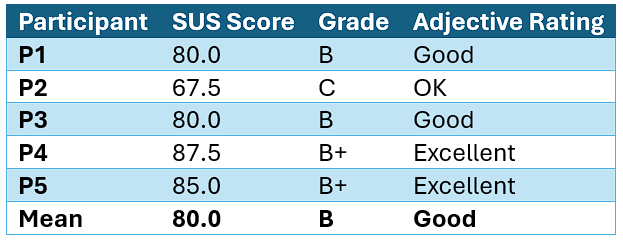 Participant SUS Score Grade Adjective Rating
P1 80.0 B Good
P2 67.5 C OK
P3 80.0 B Good
P4 87.5 B+ Excellent
P5 85.0 B+ Excellent
Mean 80.0 B Good